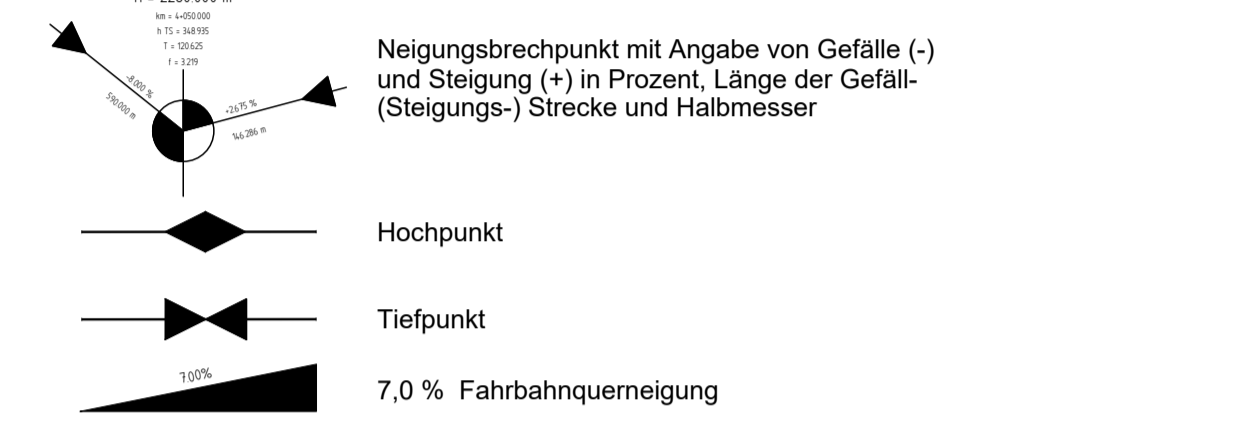 km = 4+050.000
h TS = 348.935
T = 120.625
f = 3.219
-8.000 %
590.000 m
+2.675 %
146.286 m
Neigungsbrechpunkt mit Angabe von Gefälle (-)
und Steigung (+) in Prozent, Länge der Gefäll-
(Steigungs-) Strecke und Halbmesser
Hochpunkt
Tiefpunkt
7.00%
7,0 % Fahrbahnquerneigung